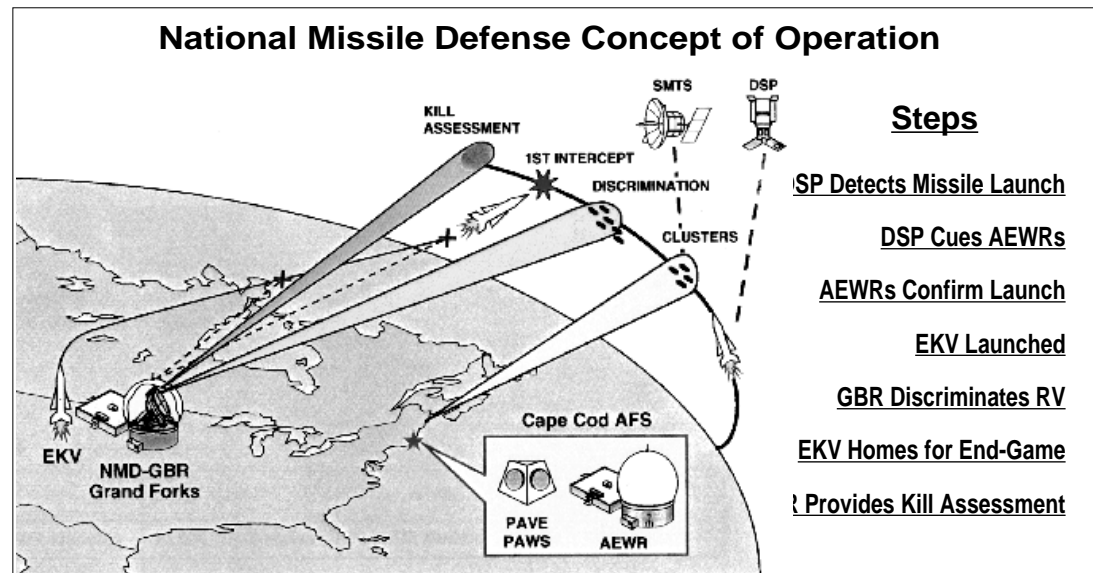 National Missile Defense Concept of Operation
SMTS
DSP
KILL
ASSESSMENT
1ST INTERCEPT
DISCRIMINATION
CLUSTERS
Steps
DSP Detects Missile Launch
DSP Cues AEWRs
AEWRs Confirm Launch
EKV Launched
GBR Discriminates RV
EKV Homes for End-Game
R Provides Kill Assessment
EKV
NMD-GBR
Grand Forks
Cape Cod AFS
PAVE
PAWS
AEWR